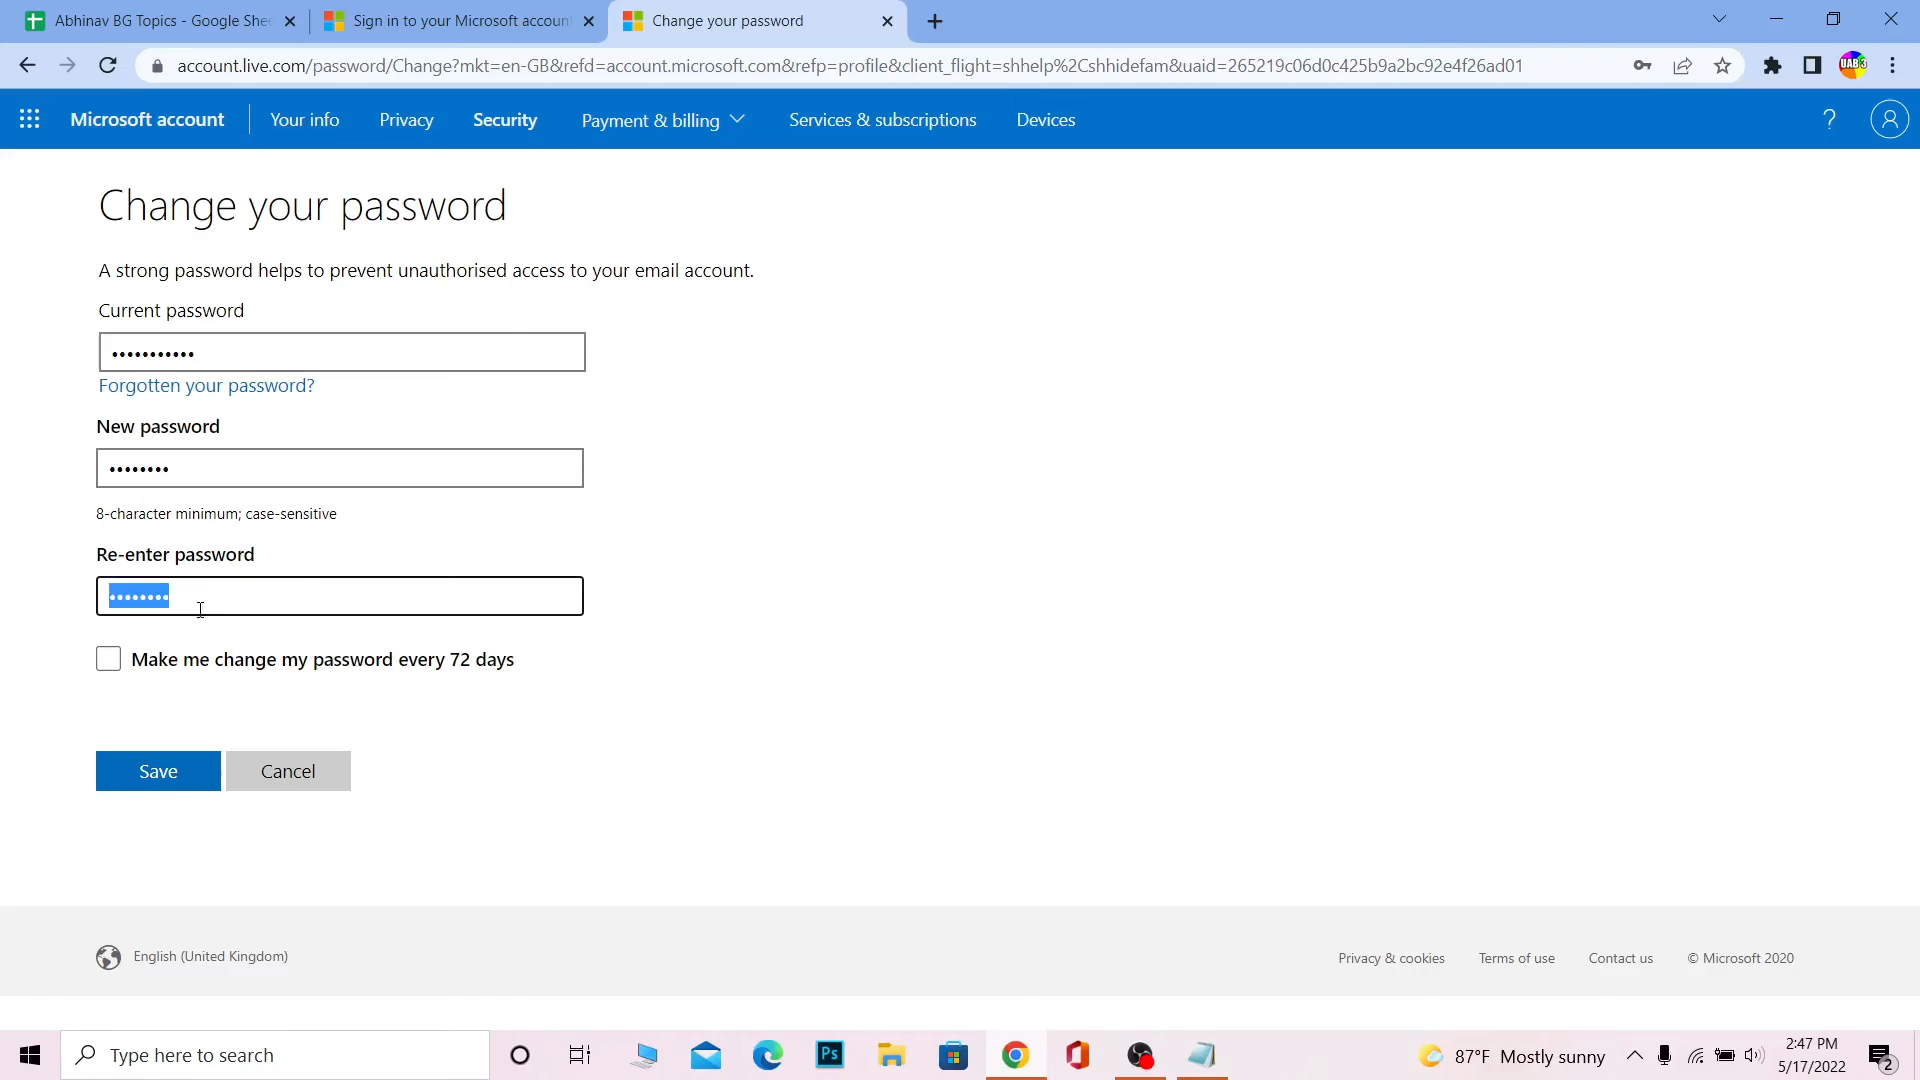 Abhinav BG Topics - Google Shee
Sign in to your Microsoft account
Change your password
account.live.com/password/Change?mkt=en-GB&refd=account.microsoft.com&refp=profile&client_flight=shhelp%2Cshhidefam&uaid=265219c06d0c425b9a2bc92e4f26ad01
UAB 3
Microsoft account
Your info
Privacy
Security
Payment & billing
Services & subscriptions
Devices
?
Change your password
A strong password helps to prevent unauthorised access to your email account.
Current password
•••••••••••
Forgotten your password?
New password
••••••••
8-character minimum; case-sensitive
Re-enter password
••••••••
Make me change my password every 72 days
Save
Cancel
English (United Kingdom)
Privacy & cookies
Terms of use
Contact us
© Microsoft 2020
Type here to search
Ps
87°F Mostly sunny
2:47 PM
5/17/2022
2